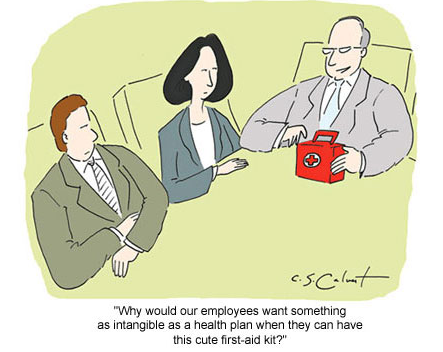 c.s. Calvert
"Why would our employees want something
as intangible as a health plan when they can have
this cute first-aid kit?"